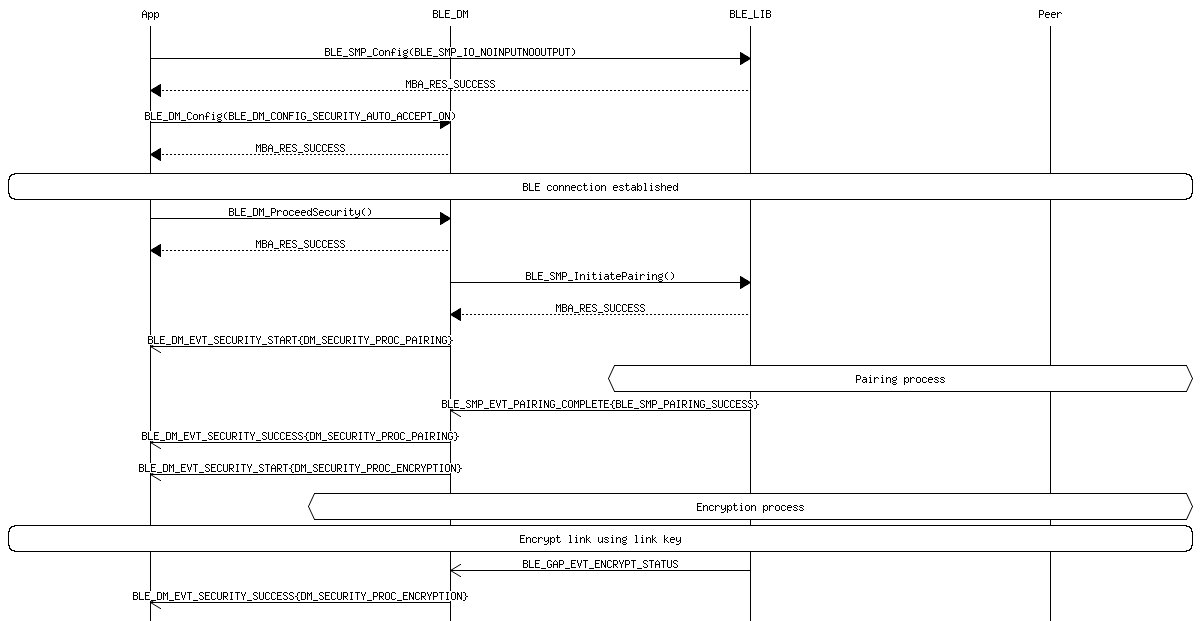 App BLE_DM BLE_LIB Peer
BLE_SMP_Config(BLE_SMP_IO_NOINPUTNOOUTPUT)
MBA_RES_SUCCESS
BLE_DM_Config(BLE_DM_CONFIG_SECURITY_AUTO_ACCEPT_ON)
MBA_RES_SUCCESS
BLE connection established
BLE_DM_ProceedSecurity()
MBA_RES_SUCCESS
BLE_SMP_InitiatePairing()
MBA_RES_SUCCESS
BLE_DM_EVT_SECURITY_START{DM_SECURITY_PROC_PAIRING}
Pairing process
BLE_SMP_EVT_PAIRING_COMPLETE{BLE_SMP_PAIRING_SUCCESS}
BLE_DM_EVT_SECURITY_SUCCESS{DM_SECURITY_PROC_PAIRING}
BLE_DM_EVT_SECURITY_START{DM_SECURITY_PROC_ENCRYPTION}
Encryption process
Encrypt link using link key
BLE_GAP_EVT_ENCRYPT_STATUS
BLE_DM_EVT_SECURITY_SUCCESS{DM_SECURITY_PROC_ENCRYPTION}